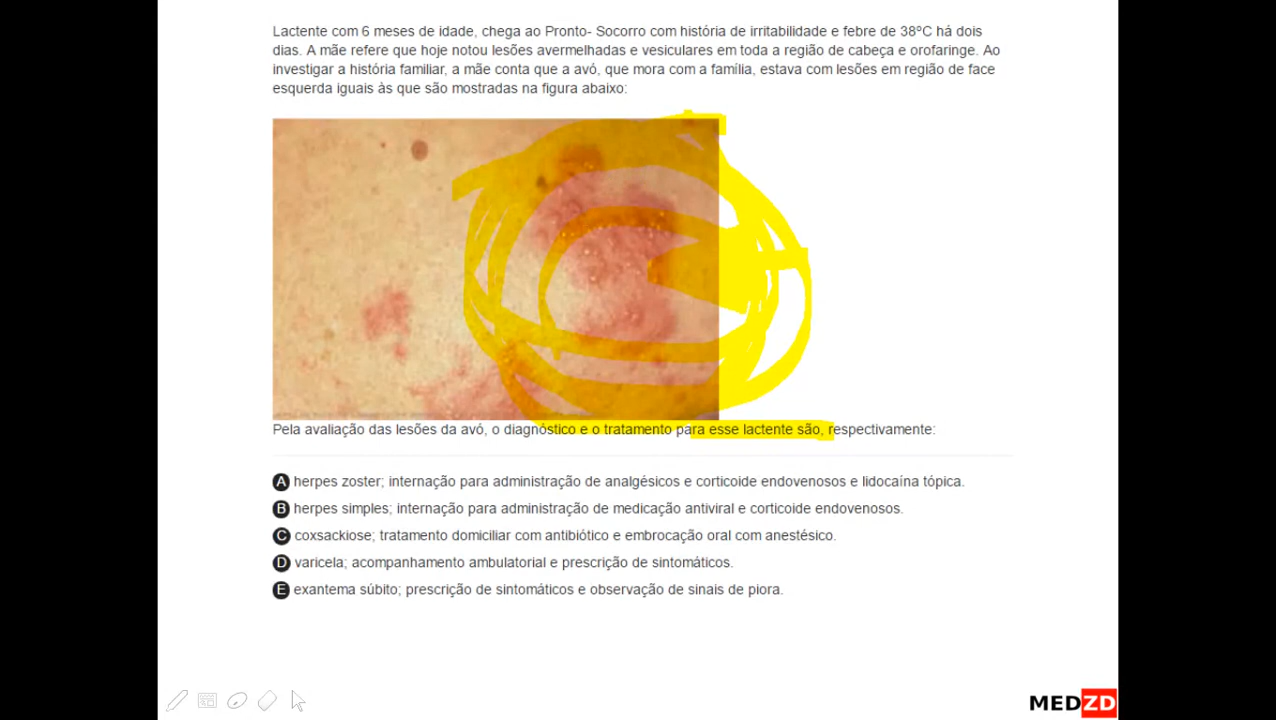 Lactente com 6 meses de idade, chega ao Pronto- Socorro com história de irritabilidade e febre de 38ºC há dois
dias. A mãe refere que hoje notou lesões avermelhadas e vesiculares em toda a região de cabeça e orofaringe. Ao
investigar a história familiar, a mãe conta que a avó, que mora com a família, estava com lesões em região de face
esquerda iguais às que são mostradas na figura abaixo:
Pela avaliação das lesões da avó, o diagnóstico e o tratamento para esse lactente são, respectivamente:
A herpes zoster; internação para administração de analgésicos e corticoide endovenosos e lidocaína tópica.
B herpes simples; internação para administração de medicação antiviral e corticoide endovenosos.
C coxsackiose; tratamento domiciliar com antibiótico e embrocação oral com anestésico.
D varicela; acompanhamento ambulatorial e prescrição de sintomáticos.
E exantema súbito; prescrição de sintomáticos e observação de sinais de piora.
MEDZD